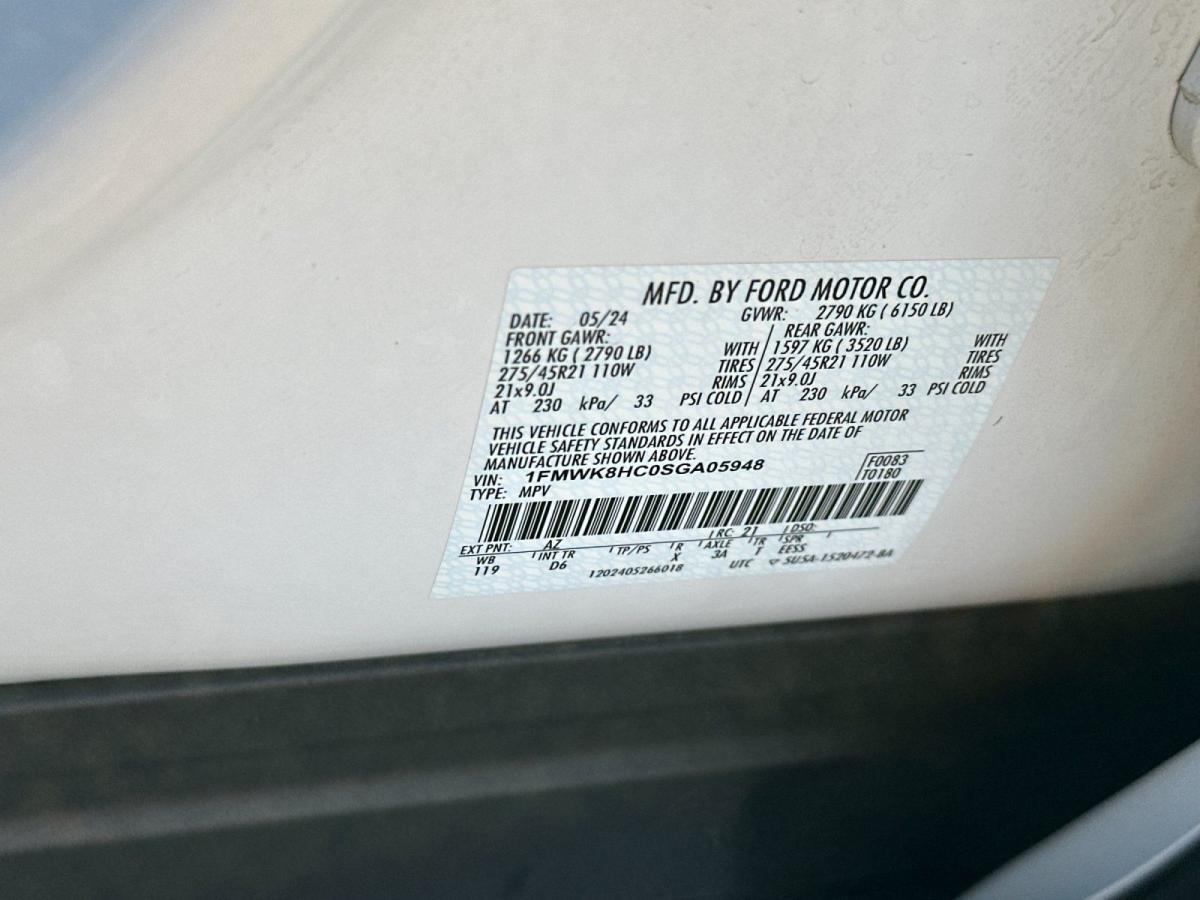 MFD. BY FORD MOTOR CO.
DATE: 05/24 GVWR: 2790 KG ( 6150 LB)
FRONT GAWR: REAR GAWR:
1266 KG ( 2790 LB) WITH 1597 KG ( 3520 LB) WITH
275/45R21 110W TIRES 275/45R21 110W TIRES
21x9.0J RIMS 21x9.0J RIMS
AT 230 kPa/ 33 PSI COLD AT 230 kPa/ 33 PSI COLD
THIS VEHICLE CONFORMS TO ALL APPLICABLE FEDERAL MOTOR
VEHICLE SAFETY STANDARDS IN EFFECT ON THE DATE OF
MANUFACTURE SHOWN ABOVE.
VIN: 1FMWK8HC0SGA05948 F0083
TYPE: MPV T0180
EXT PNT: AZ RC: 21 DSO:
WB INT TR TP/PS R AXLE TR SPR
119 D6 X 3A T EESS
1202405266018 UTC SU5A-1520472-BA